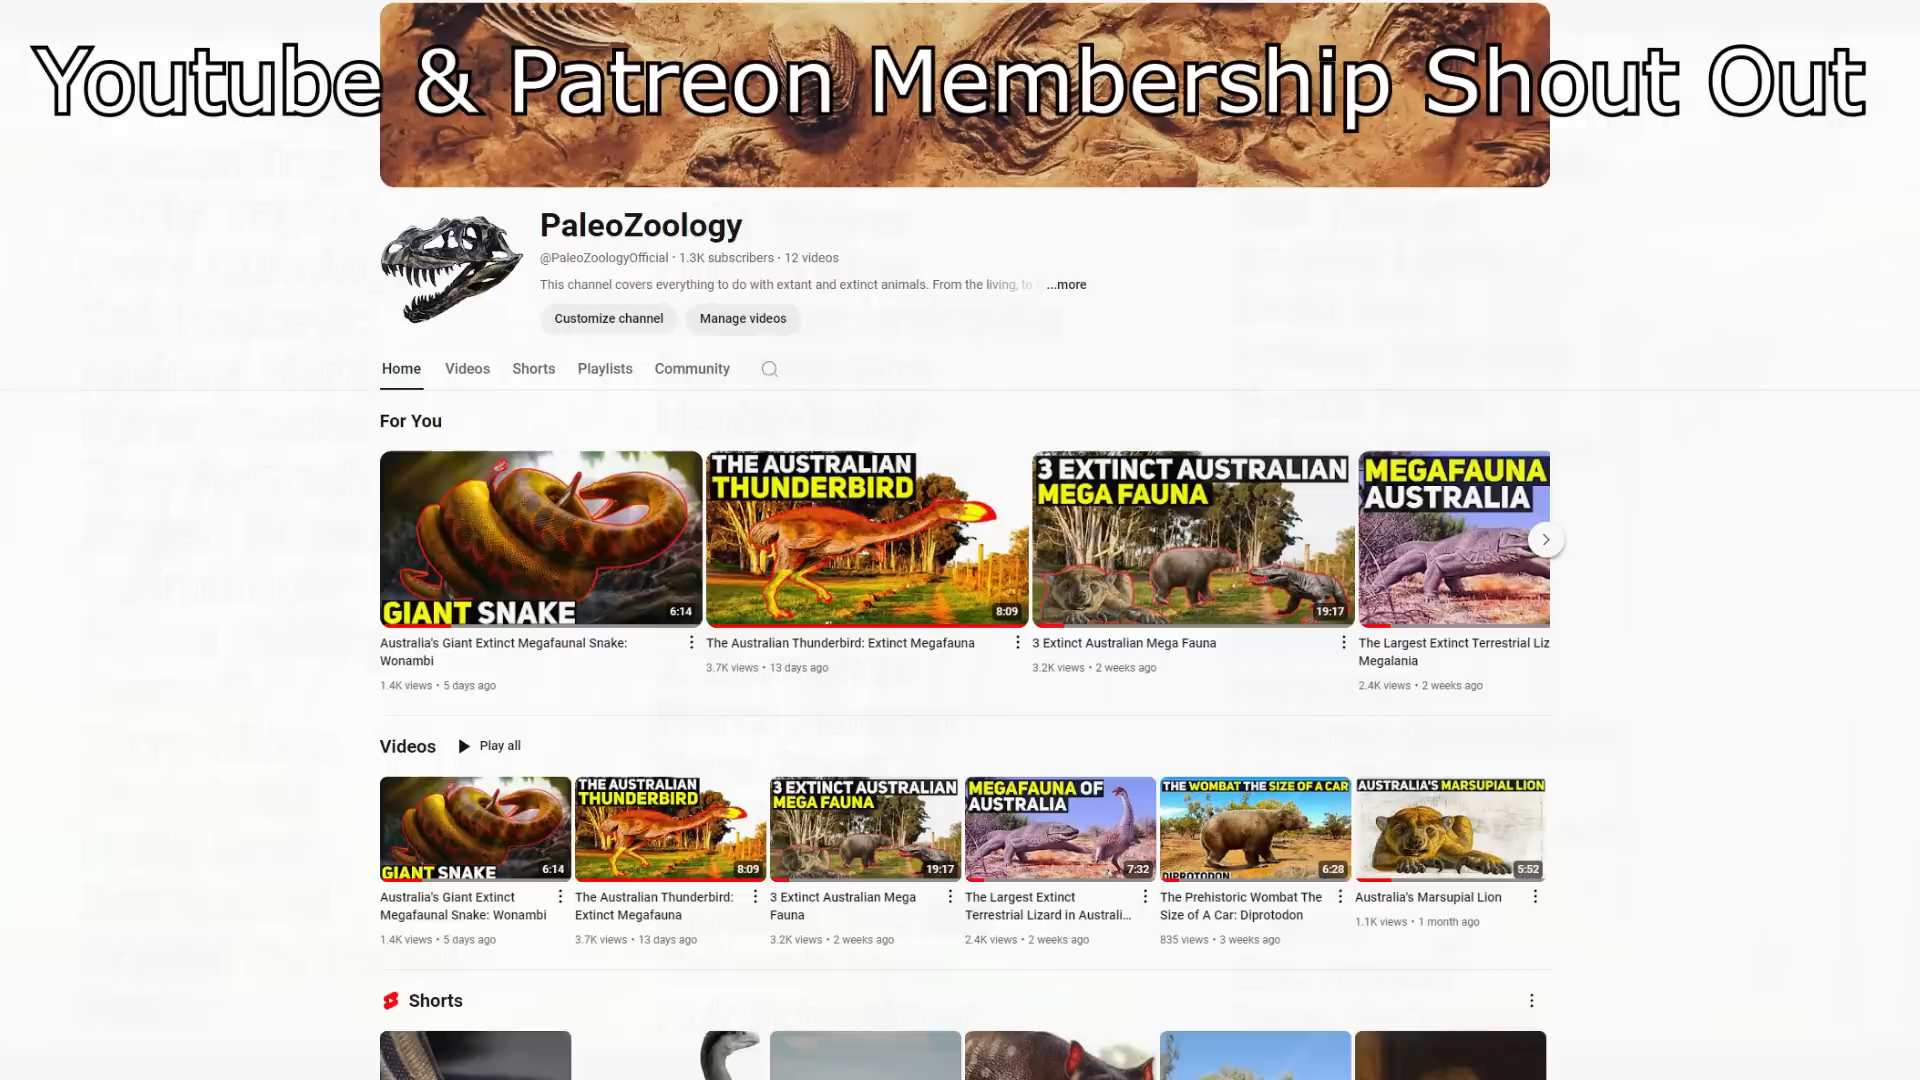 Youtube & Patreon Membership Shout Out
PaleoZoology
@PaleoZoologyOfficial · 1.3K subscribers · 12 videos
This channel covers everything to do with extant and extinct animals. From the living, to ...more
Customize channel
Manage videos
Home
Videos
Shorts
Playlists
Community
For You
GIANT SNAKE
6:14
THE AUSTRALIAN
THUNDERBIRD
8:09
3 EXTINCT AUSTRALIAN
MEGA FAUNA
19:17
MEGAFAUNA
AUSTRALIA
Australia's Giant Extinct Megafaunal Snake:
Wonambi
1.4K views • 5 days ago
The Australian Thunderbird: Extinct Megafauna
3.7K views • 13 days ago
3 Extinct Australian Mega Fauna
3.2K views • 2 weeks ago
The Largest Extinct Terrestrial Liz
Megalania
2.4K views • 2 weeks ago
Videos
Play all
GIANT SNAKE
6:14
THE AUSTRALIAN
THUNDERBIRD
8:09
3 EXTINCT AUSTRALIAN
MEGA FAUNA
19:17
MEGAFAUNA OF
AUSTRALIA
7:32
THE WOMBAT THE SIZE OF A CAR
DIPROTODON
6:28
AUSTRALIA'S MARSUPIAL LION
5:52
Australia's Giant Extinct
Megafaunal Snake: Wonambi
1.4K views • 5 days ago
The Australian Thunderbird:
Extinct Megafauna
3.7K views • 13 days ago
3 Extinct Australian Mega
Fauna
3.2K views • 2 weeks ago
The Largest Extinct
Terrestrial Lizard in Australi...
2.4K views • 2 weeks ago
The Prehistoric Wombat The
Size of A Car: Diprotodon
835 views • 3 weeks ago
Australia's Marsupial Lion
1.1K views • 1 month ago
Shorts